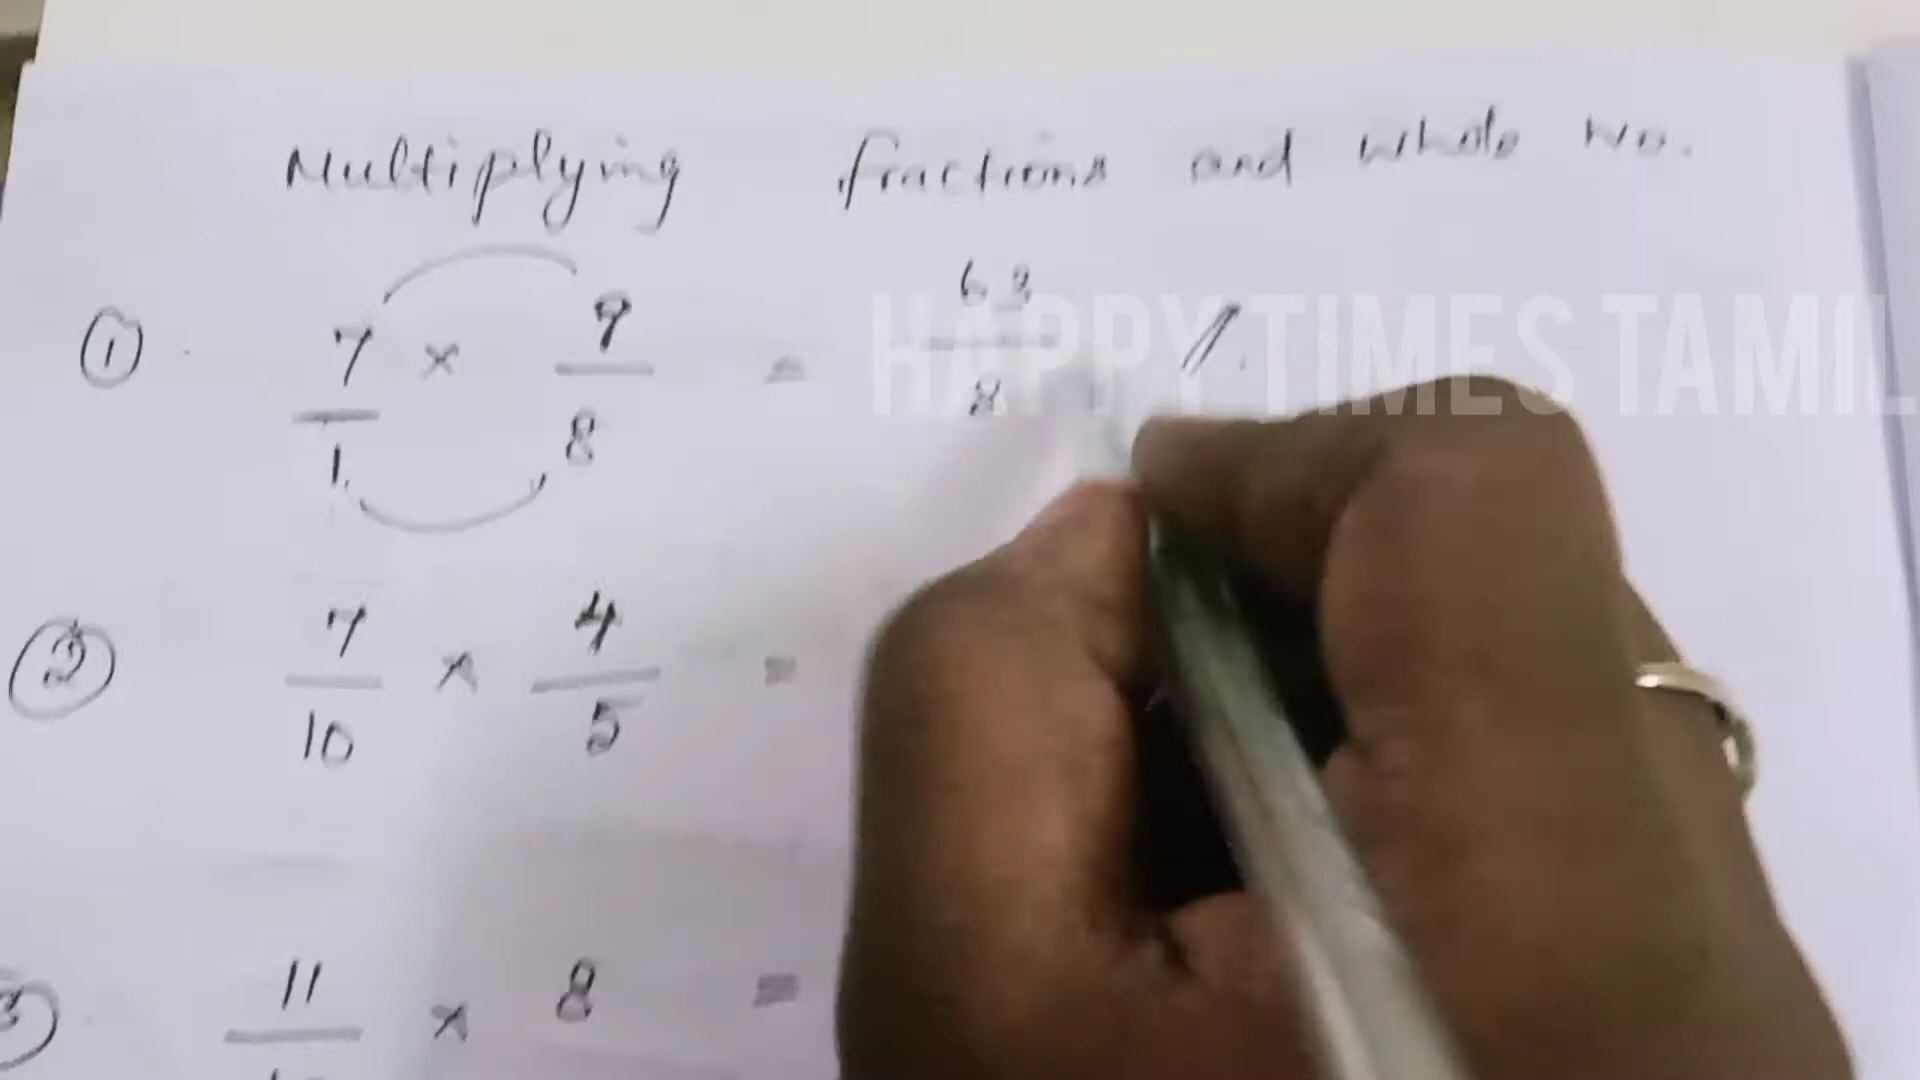 Multiplying fractions and whole No.
① 7/1 × 9/8 = 63/8
② 7/10 × 4/5 =
③ 11 × 8 =
HAPPY TIMES TAMIL